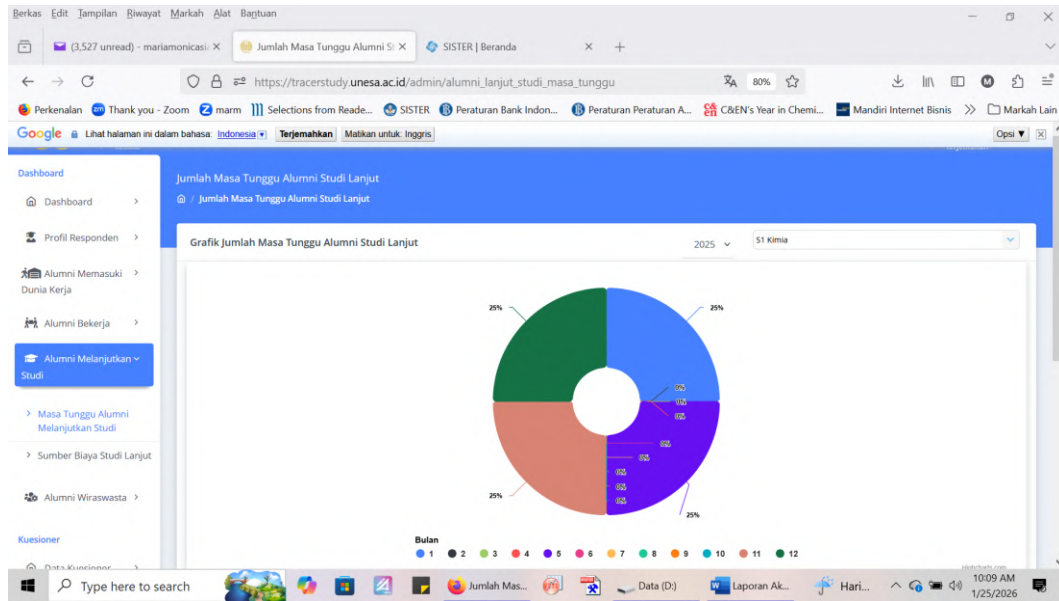 Berkas Edit Tampilan Riwayat Markah Alat Bantuan
(3,527 unread) - mariamonicasi
Jumlah Masa Tunggu Alumni St
SISTER | Beranda
https://tracerstudy.unesa.ac.id/admin/alumni_lanjut_studi_masa_tunggu
80%
Perkenalan
Thank you - Zoom
marm
Selections from Reade...
SISTER
Peraturan Bank Indon...
Peraturan Peraturan A...
C&EN's Year in Chemi...
Mandiri Internet Bisnis
Markah Lain
Google Lihat halaman ini dalam bahasa: Indonesia Terjemahkan Matikan untuk: Inggris Opsi ▼
Dashboard
Dashboard
Profil Responden
Alumni Memasuki Dunia Kerja
Alumni Bekerja
Alumni Melanjutkan Studi
Masa Tunggu Alumni
Melanjutkan Studi
Sumber Biaya Studi Lanjut
Alumni Wiraswasta
Kuesioner
Data Kuesioner
Jumlah Masa Tunggu Alumni Studi Lanjut
/ Jumlah Masa Tunggu Alumni Studi Lanjut
Grafik Jumlah Masa Tunggu Alumni Studi Lanjut
2025
S1 Kimia
25%
25%
0%
0%
0%
0%
0%
0%
0%
0%
25%
25%
Bulan
1 2 3 4 5 6 7 8 9 10 11 12
Highcharts.com
Type here to search
Jumlah Mas...
Data (D:)
Laporan Ak...
Hari...
10:09 AM
1/25/2026